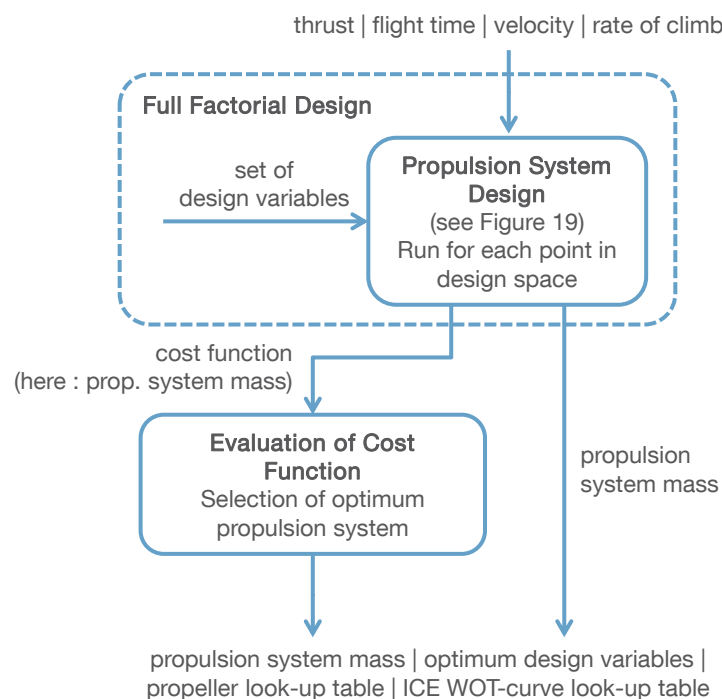 thrust | flight time | velocity | rate of climb
Full Factorial Design
set of
design variables
Propulsion System
Design
(see Figure 19)
Run for each point in
design space
cost function
(here : prop. system mass)
Evaluation of Cost
Function
Selection of optimum
propulsion system
propulsion
system mass
propulsion system mass | optimum design variables |
propeller look-up table | ICE WOT-curve look-up table